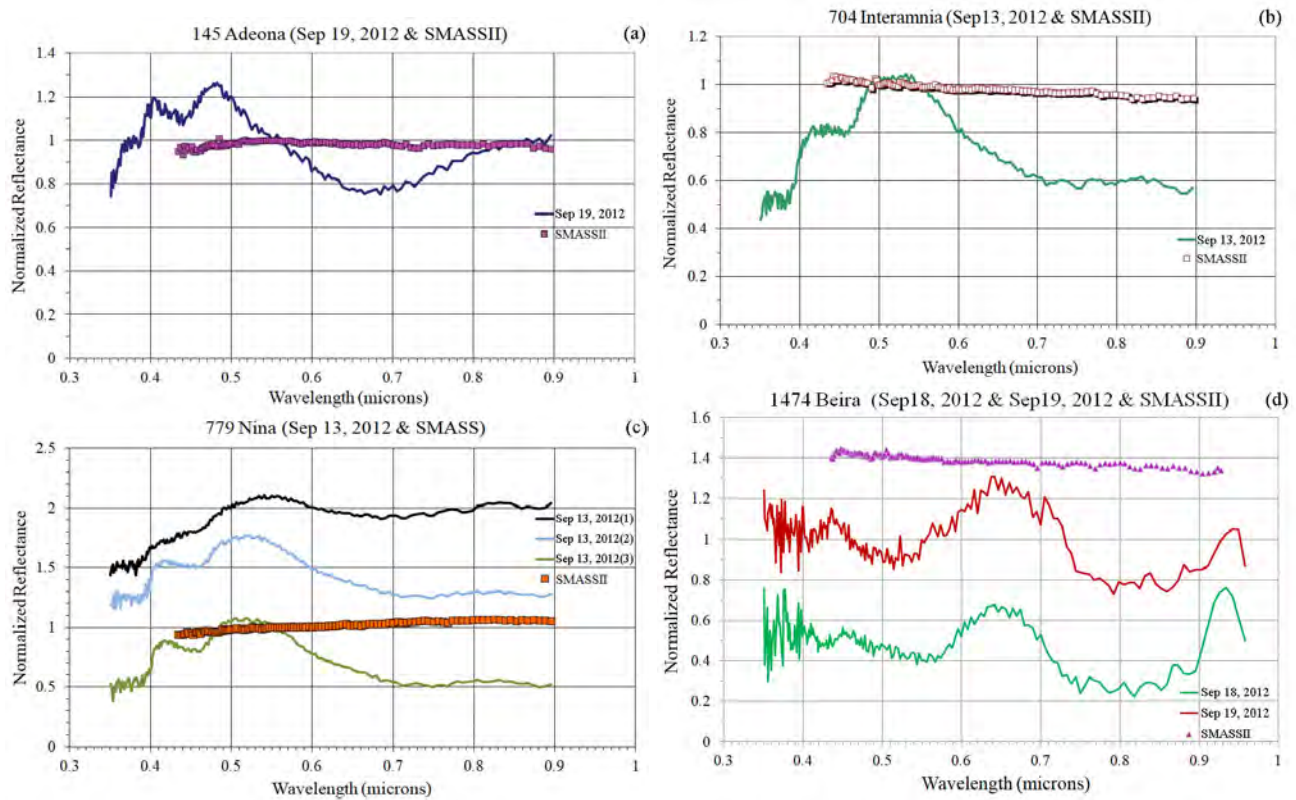 145 Adeona (Sep 19, 2012 & SMASSII)
(a)
1.4
1.2
1
0.8
0.6
0.4
0.2
0
Normalized Reflectance
Sep 19, 2012
SMASSII
0.3 0.4 0.5 0.6 0.7 0.8 0.9 1
Wavelength (microns)
704 Interamnia (Sep13, 2012 & SMASSII)
(b)
1.2
1
0.8
0.6
0.4
0.2
0
Normalized Reflectance
Sep 13, 2012
SMASSII
0.3 0.4 0.5 0.6 0.7 0.8 0.9 1
Wavelength (microns)
779 Nina (Sep 13, 2012 & SMASS)
(c)
2.5
2
1.5
1
0.5
0
Normalized Reflectance
Sep 13, 2012(1)
Sep 13, 2012(2)
Sep 13, 2012(3)
SMASSII
0.3 0.4 0.5 0.6 0.7 0.8 0.9 1
Wavelength (microns)
1474 Beira (Sep18, 2012 & Sep19, 2012 & SMASSII)
(d)
1.6
1.4
1.2
1
0.8
0.6
0.4
0.2
0
Normalized Reflectance
Sep 18, 2012
Sep 19, 2012
SMASSII
0.3 0.4 0.5 0.6 0.7 0.8 0.9 1
Wavelength (microns)